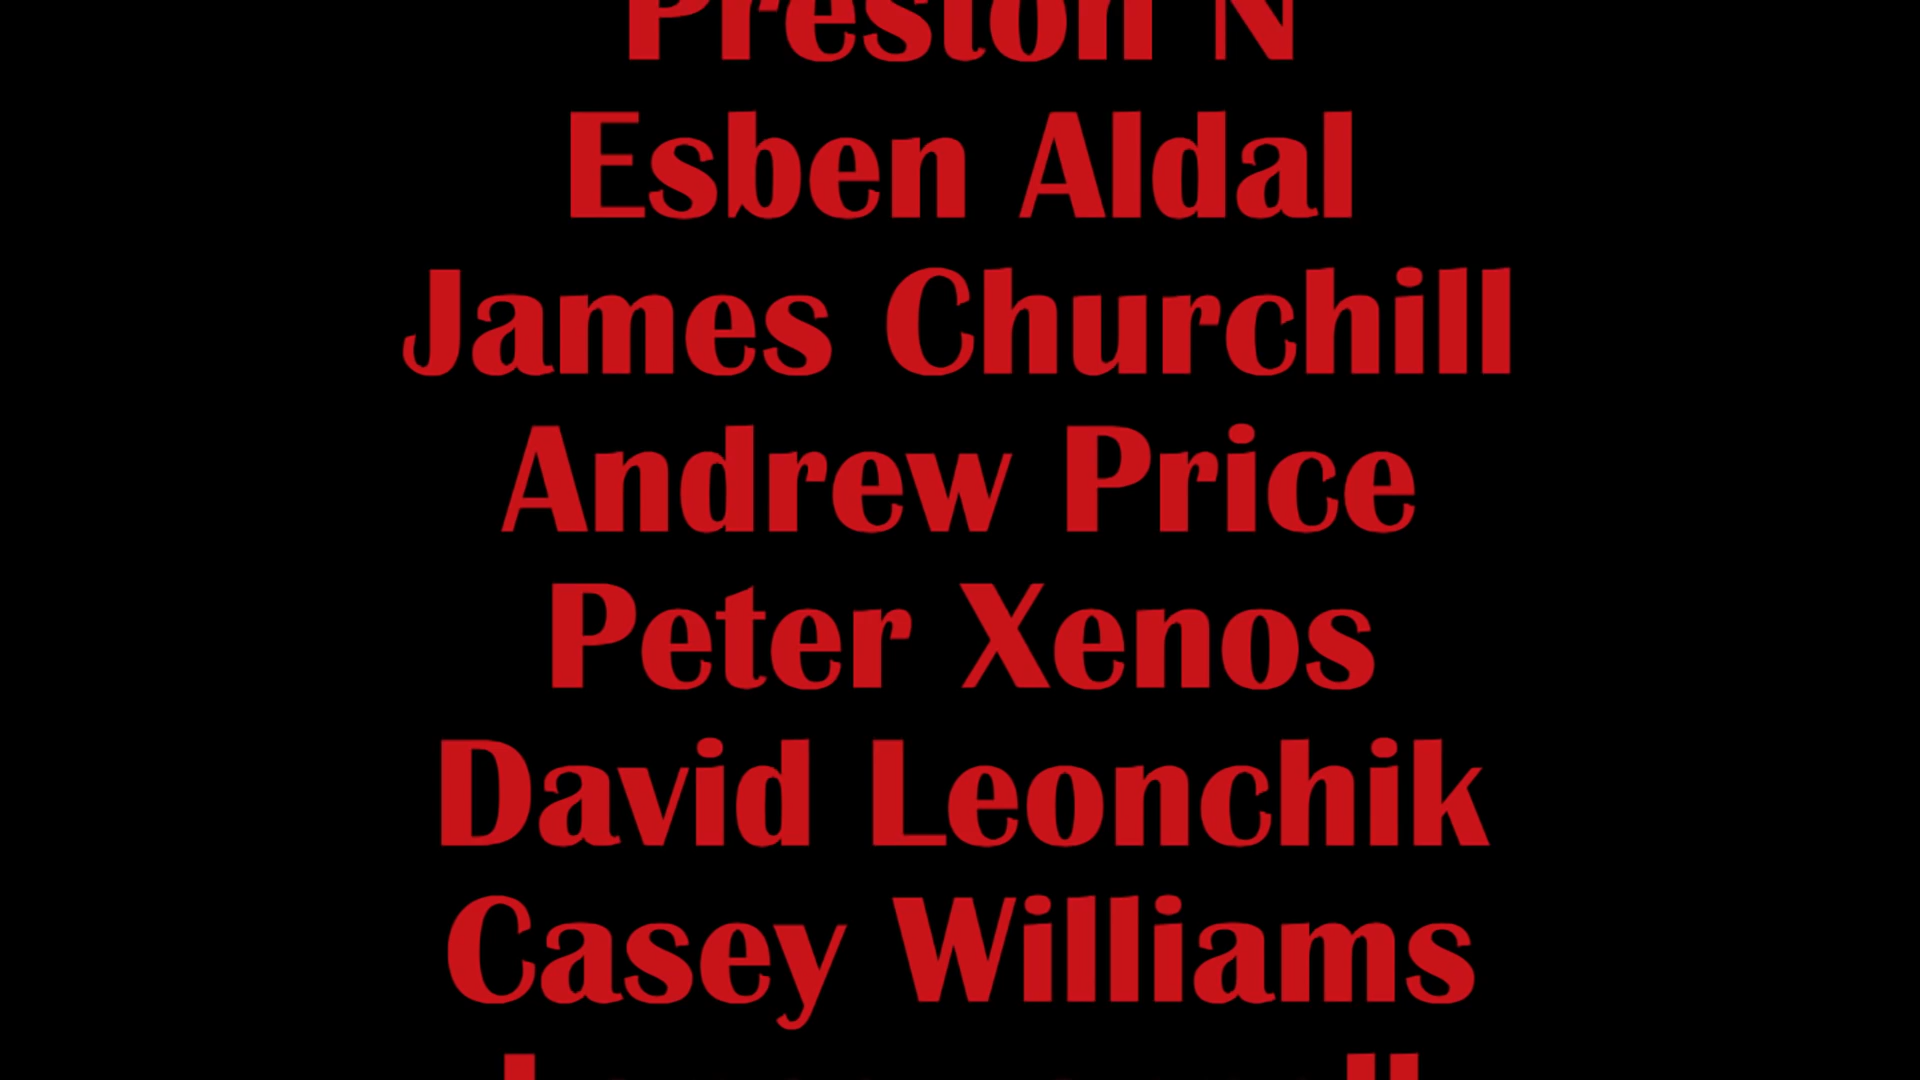 Preston N
Esben Aldal
James Churchill
Andrew Price
Peter Xenos
David Leonchik
Casey Williams